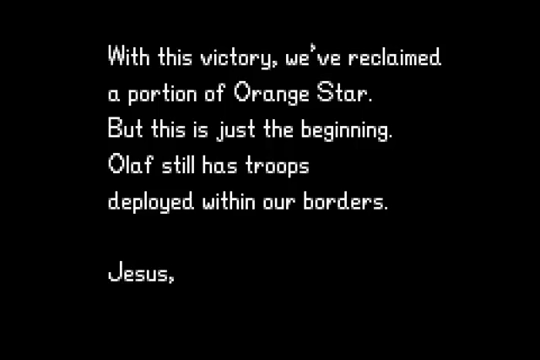 With this victory, we've reclaimed
a portion of Orange Star.
But this is just the beginning.
Olaf still has troops
deployed within our borders.
Jesus,